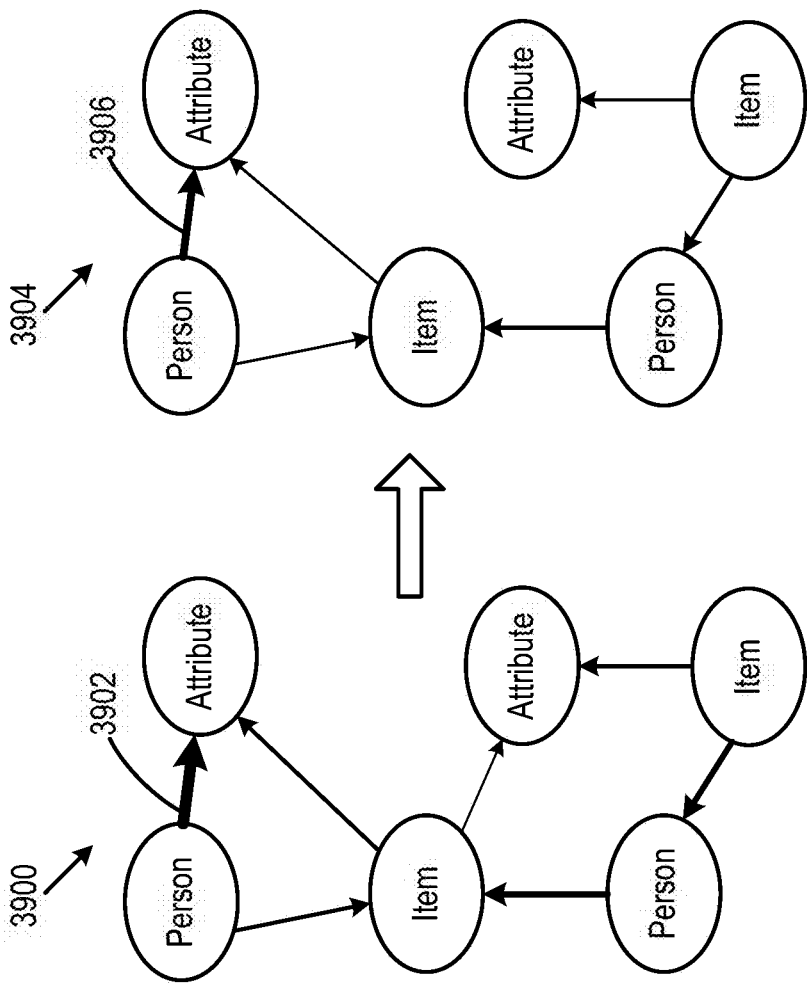 3900
3902
Person
Attribute
Item
Attribute
Person
Item
3904
3906
Person
Attribute
Item
Attribute
Person
Item